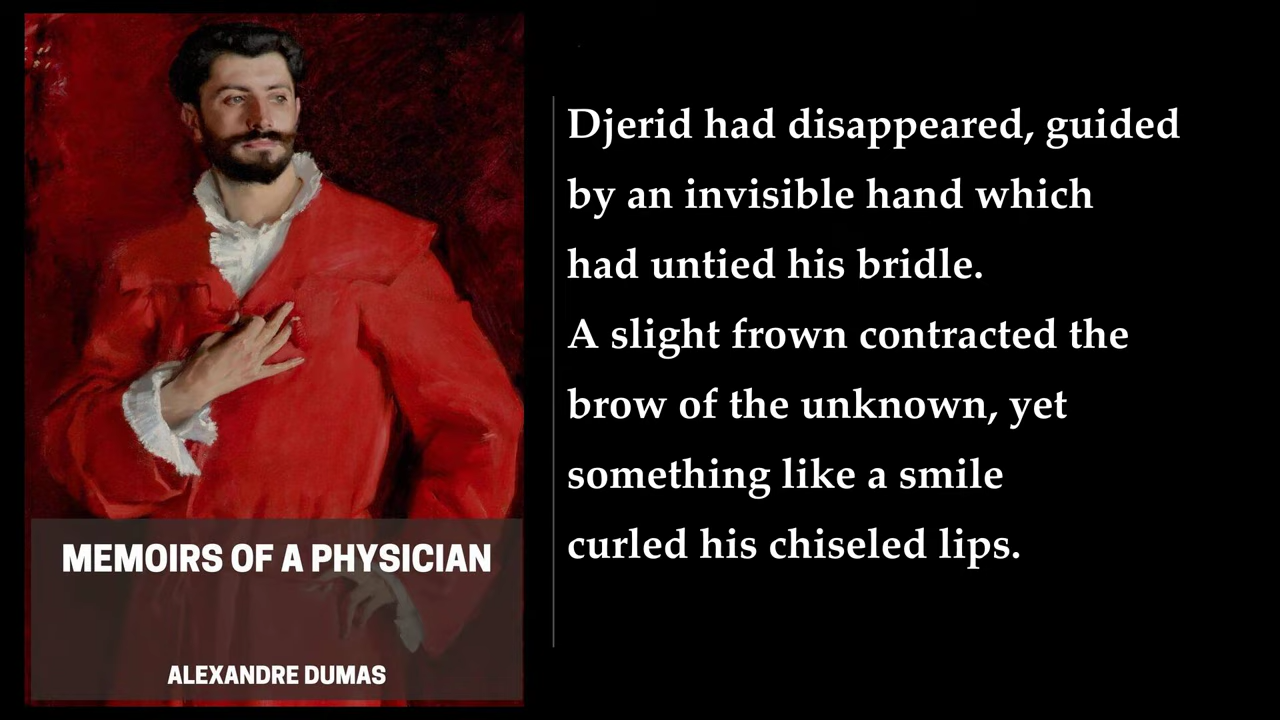 MEMOIRS OF A PHYSICIAN
ALEXANDRE DUMAS
Djerid had disappeared, guided
by an invisible hand which
had untied his bridle.
A slight frown contracted the
brow of the unknown, yet
something like a smile
curled his chiseled lips.